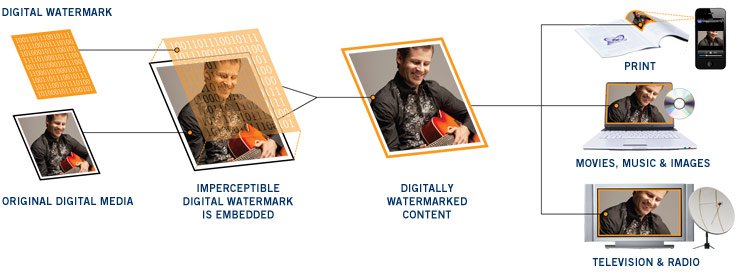 DIGITAL WATERMARK
ORIGINAL DIGITAL MEDIA
IMPERCEPTIBLE
DIGITAL WATERMARK
IS EMBEDDED
DIGITALLY
WATERMARKED
CONTENT
PRINT
MOVIES, MUSIC & IMAGES
TELEVISION & RADIO